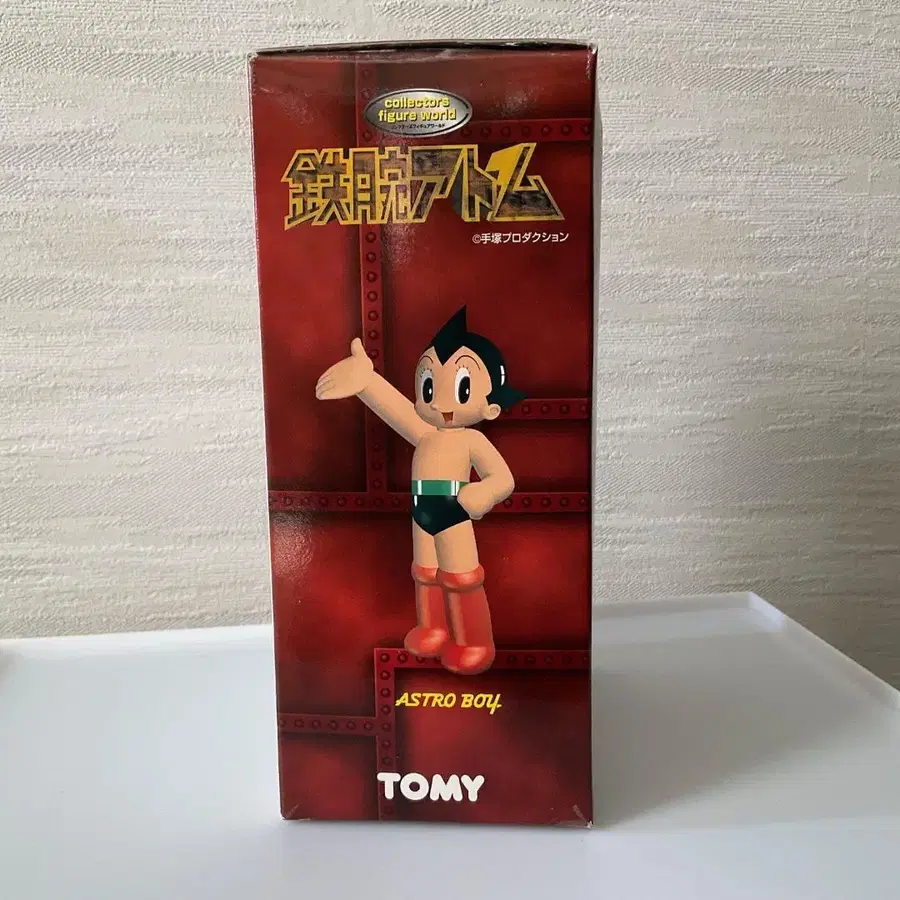 collectors
figure world
コレクターズフィギュアワールド
鉄腕アトム
©手塚プロダクション
ASTRO BOY
TOMY